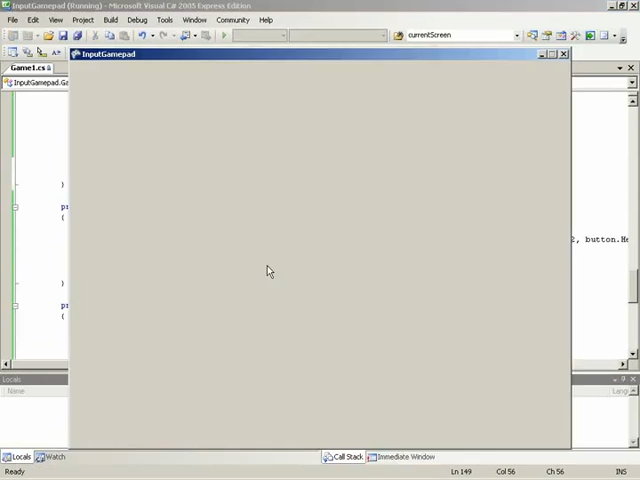 InputGamepad (Running) - Microsoft Visual C# 2005 Express Edition
File Edit View Project Build Debug Tools Window Community Help
currentScreen
InputGamepad
Game1.cs
InputGamepad.Ga
}
pr
(
2, button.He
}
pr
(
Locals
Name
Lang
Locals Watch Call Stack Immediate Window
Ready Ln 149 Col 56 Ch 56 INS